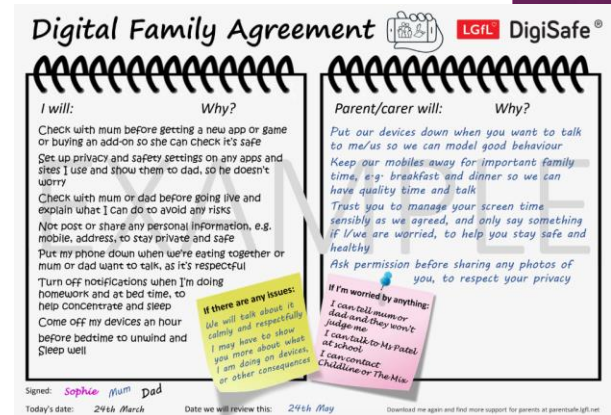 Digital Family Agreement
LGfL
DigiSafe®
I will: Why?
Check with mum before getting a new app or game
or buying an add-on so she can check it's safe
Set up privacy and safety settings on any apps and
sites I use and show them to dad, so he doesn't
worry
Check with mum or dad before going live and
explain what I can do to avoid any risks
Not post or share any personal information, e.g.
mobile, address, to stay private and safe
Put my phone down when we're eating together or
mum or dad want to talk, as it's respectful
Turn off notifications when I'm doing
homework and at bed time, to
help concentrate and sleep
Come off my devices an hour
before bedtime to unwind and
Sleep well
If there are any issues:
We will talk about it
calmly and respectfully
I may have to show
you more about what
I am doing on devices,
or other consequences
Parent/carer will: Why?
Put our devices down when you want to talk
to me/us so we can model good behaviour
Keep our mobiles away for important family
time, e.g. breakfast and dinner so we can
have quality time and talk
Trust you to manage your screen time
sensibly as we agreed, and only say something
if I/we are worried, to help you stay safe and
healthy
Ask permission before sharing any photos of
you, to respect your privacy
If I'm worried by anything:
I can tell mum or
dad and they won't
judge me
I can talk to Ms Patel
at school
I can contact
Childline or The Mix
EXAMPLE
Signed: Sophie Mum Dad
Today's date: 24th March Date we will review this: 24th May
Download me again and find more support for parents at parentsafe.lgfl.net